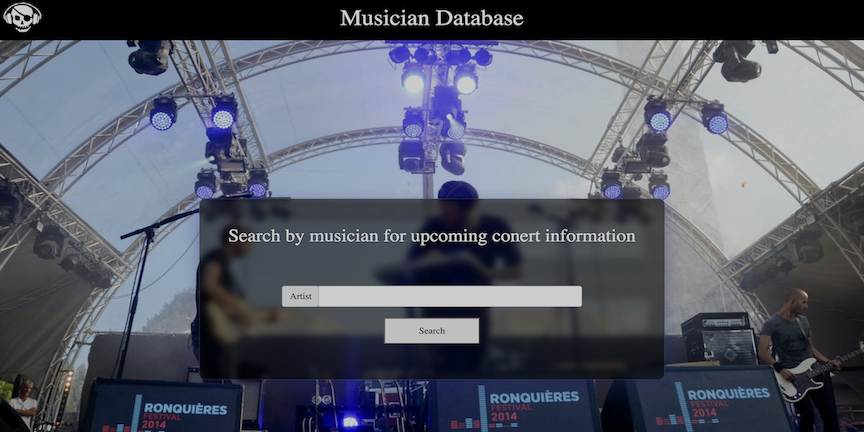 Musician Database
Search by musician for upcoming conert information
Artist
Search
RONQUIÈRES
FESTIVAL
2014
RONQUIÈRES
FESTIVAL
2014
RONQUIÈRES
FESTIVAL
2014